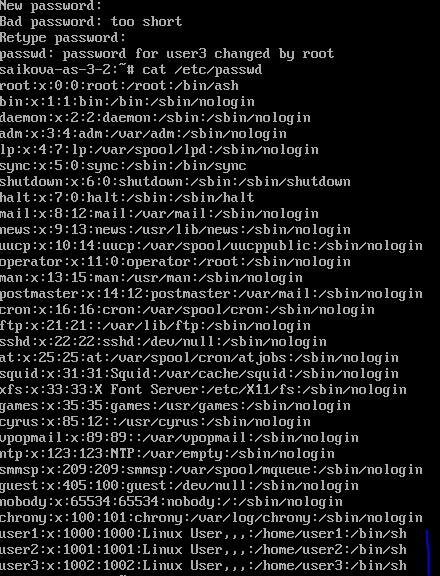 New password:
Bad password: too short
Retype password:
passwd: password for user3 changed by root
saikova-as-3-2:~# cat /etc/passwd
root:x:0:0:root:/root:/bin/ash
bin:x:1:1:bin:/bin:/sbin/nologin
daemon:x:2:2:daemon:/sbin:/sbin/nologin
adm:x:3:4:adm:/var/adm:/sbin/nologin
lp:x:4:7:lp:/var/spool/lpd:/sbin/nologin
sync:x:5:0:sync:/sbin:/bin/sync
shutdown:x:6:0:shutdown:/sbin:/sbin/shutdown
halt:x:7:0:halt:/sbin:/sbin/halt
mail:x:8:12:mail:/var/mail:/sbin/nologin
news:x:9:13:news:/usr/lib/news:/sbin/nologin
uucp:x:10:14:uucp:/var/spool/uucppublic:/sbin/nologin
operator:x:11:0:operator:/root:/sbin/nologin
man:x:13:15:man:/usr/man:/sbin/nologin
postmaster:x:14:12:postmaster:/var/mail:/sbin/nologin
cron:x:16:16:cron:/var/spool/cron:/sbin/nologin
ftp:x:21:21::/var/lib/ftp:/sbin/nologin
sshd:x:22:22:sshd:/dev/null:/sbin/nologin
at:x:25:25:at:/var/spool/cron/atjobs:/sbin/nologin
squid:x:31:31:Squid:/var/cache/squid:/sbin/nologin
xfs:x:33:33:X Font Server:/etc/X11/fs:/sbin/nologin
games:x:35:35:games:/usr/games:/sbin/nologin
cyrus:x:85:12::/usr/cyrus:/sbin/nologin
vpopmail:x:89:89::/var/vpopmail:/sbin/nologin
ntp:x:123:123:NTP:/var/empty:/sbin/nologin
smmsp:x:209:209:smmsp:/var/spool/mqueue:/sbin/nologin
guest:x:405:100:guest:/dev/null:/sbin/nologin
nobody:x:65534:65534:nobody:/:/sbin/nologin
chrony:x:100:101:chrony:/var/log/chrony:/sbin/nologin
user1:x:1000:1000:Linux User,,,:/home/user1:/bin/sh
user2:x:1001:1001:Linux User,,,:/home/user2:/bin/sh
user3:x:1002:1002:Linux User,,,:/home/user3:/bin/sh